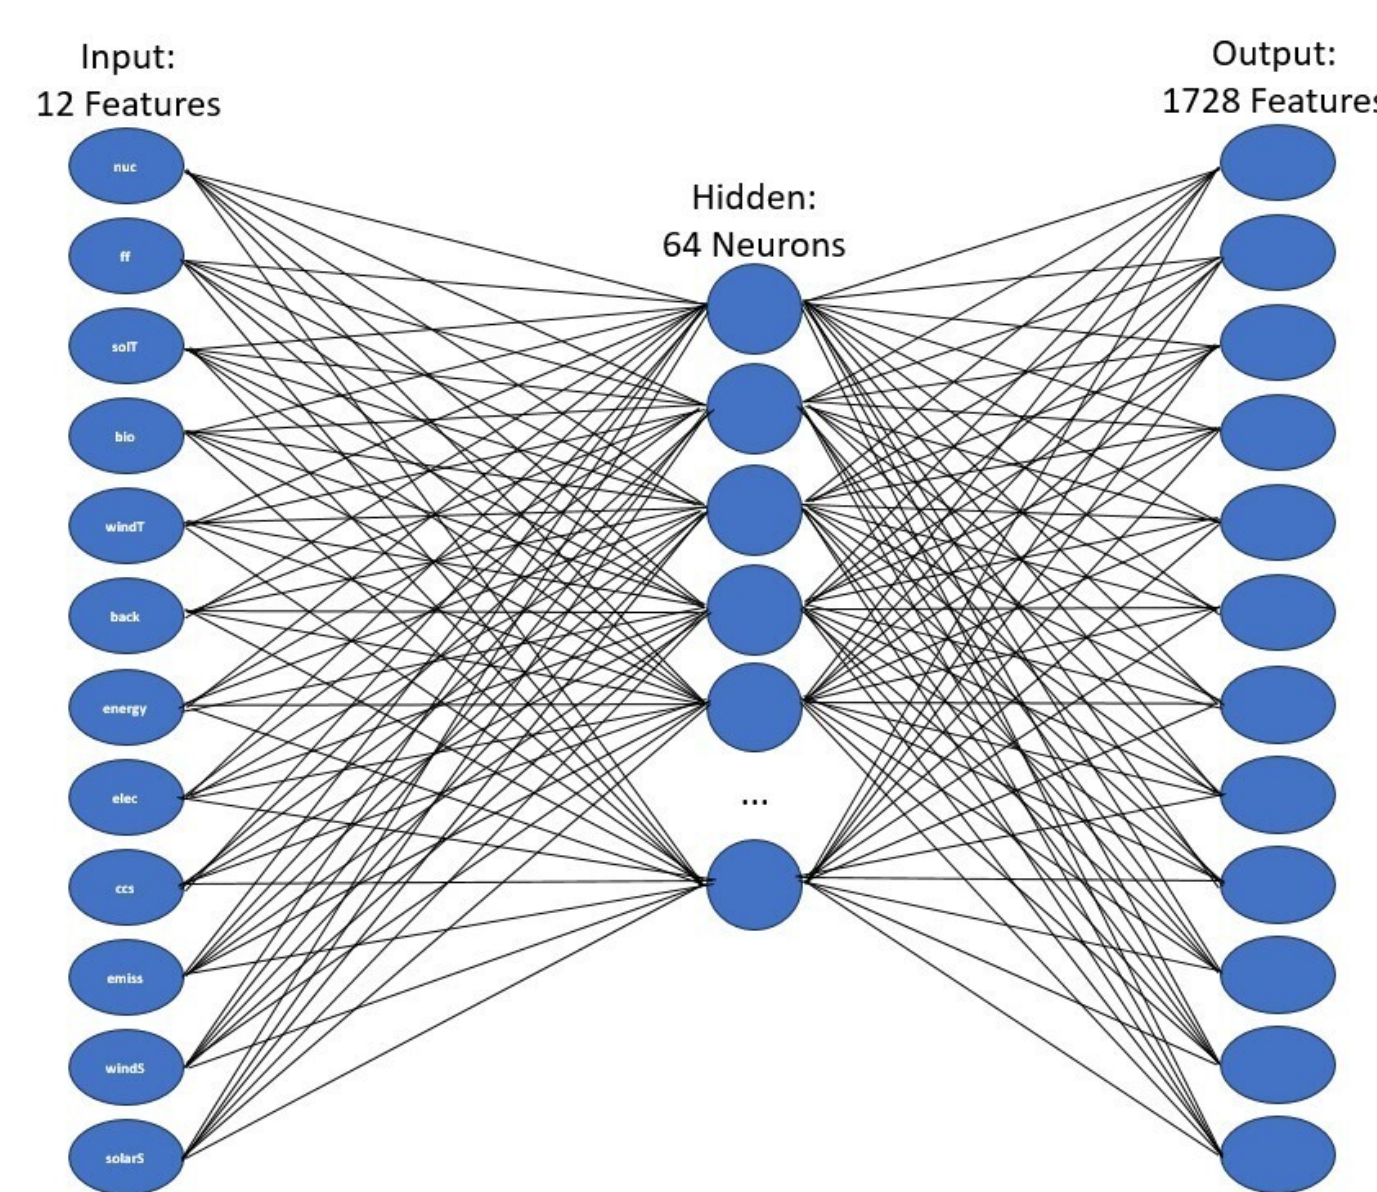 Input:
12 Features
nuc
ff
solT
bio
windT
back
energy
elec
ccs
emiss
windS
solarS
Hidden:
64 Neurons
...
Output:
1728 Features